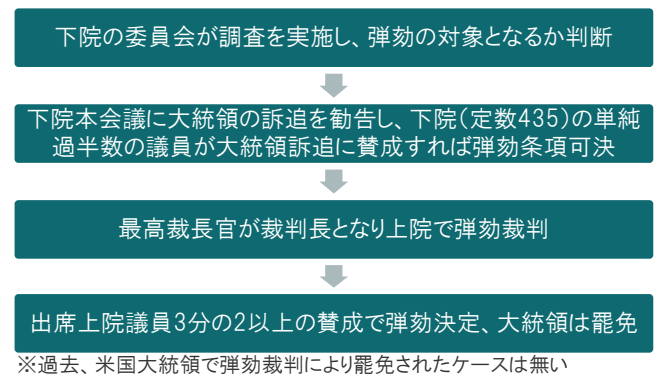 下院の委員会が調査を実施し、弾劾の対象となるか判断
下院本会議に大統領の訴追を勧告し、下院（定数435）の単純
過半数の議員が大統領訴追に賛成すれば弾劾条項可決
最高裁長官が裁判長となり上院で弾劾裁判
出席上院議員3分の2以上の賛成で弾劾決定、大統領は罷免
※過去、米国大統領で弾劾裁判により罷免されたケースは無い